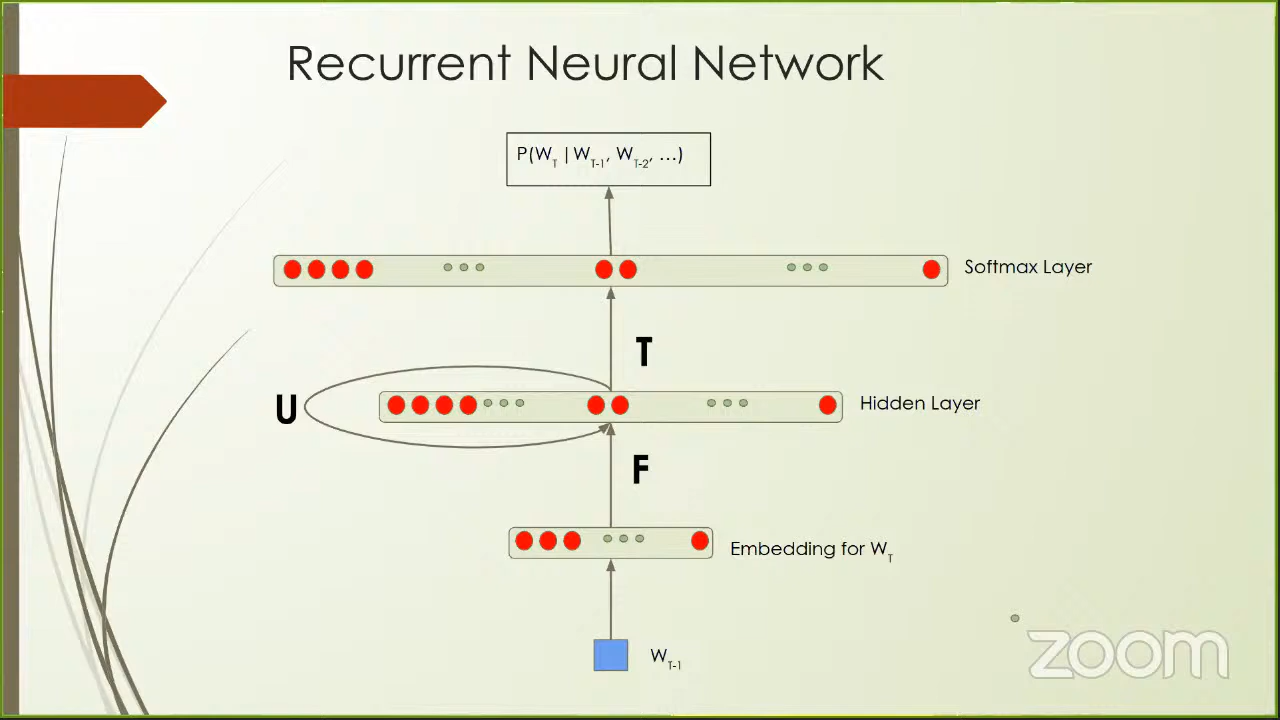 Recurrent Neural Network
P(W_T | W_T-1, W_T-2, ...)
Softmax Layer
T
U
Hidden Layer
F
Embedding for W_T
W_T-1
zoom